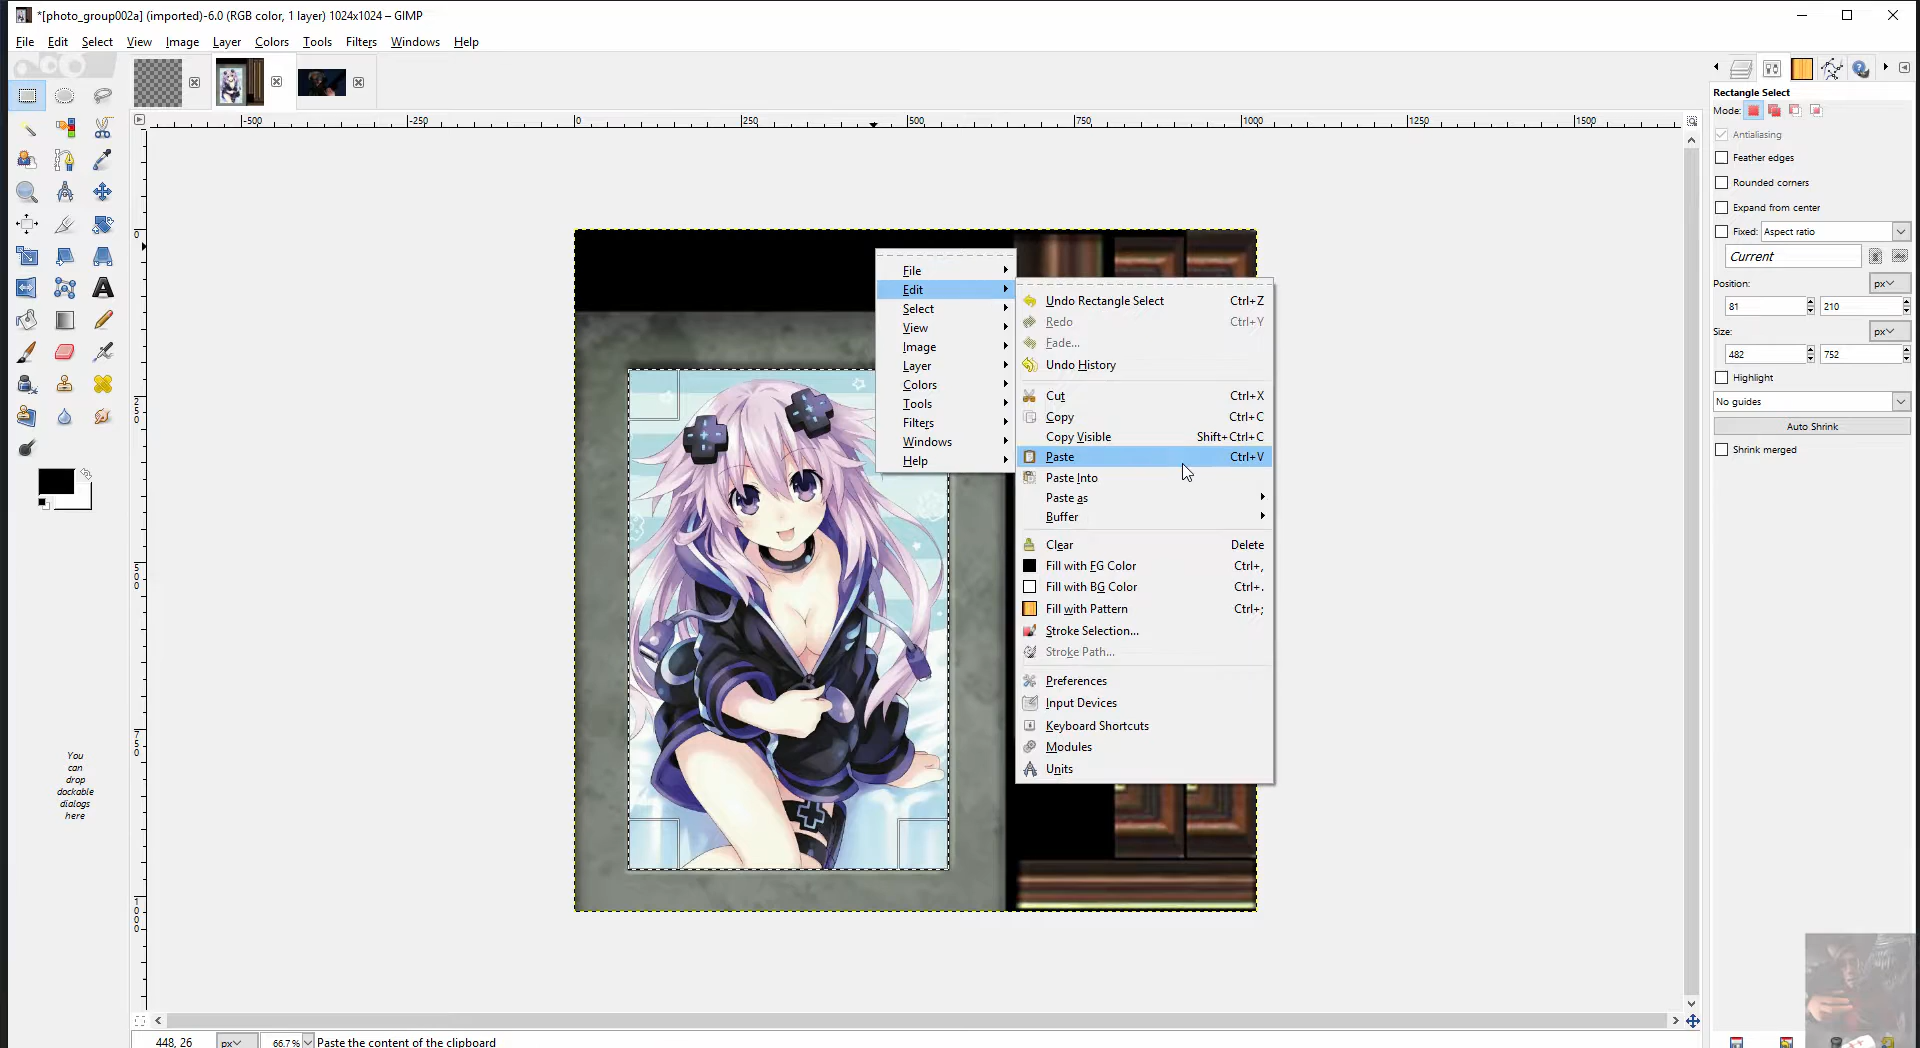 *[photo_group002a] (imported)-6.0 (RGB color, 1 layer) 1024x1024 – GIMP
File Edit Select View Image Layer Colors Tools Filters Windows Help
-500 -250 0 250 500 750 1000 1250 1500
0
250
500
750
1000
You
can
drop
dockable
dialogs
here
File
Edit
Select
View
Image
Layer
Colors
Tools
Filters
Windows
Help
Undo Rectangle Select Ctrl+Z
Redo Ctrl+Y
Fade...
Undo History
Cut Ctrl+X
Copy Ctrl+C
Copy Visible Shift+Ctrl+C
Paste Ctrl+V
Paste Into
Paste as
Buffer
Clear Delete
Fill with FG Color Ctrl+,
Fill with BG Color Ctrl+.
Fill with Pattern Ctrl+;
Stroke Selection...
Stroke Path...
Preferences
Input Devices
Keyboard Shortcuts
Modules
Units
Rectangle Select
Mode:
Antialiasing
Feather edges
Rounded corners
Expand from center
Fixed: Aspect ratio
Current
Position: px
81 210
Size: px
482 752
Highlight
No guides
Auto Shrink
Shrink merged
448, 26 px 66.7% Paste the content of the clipboard